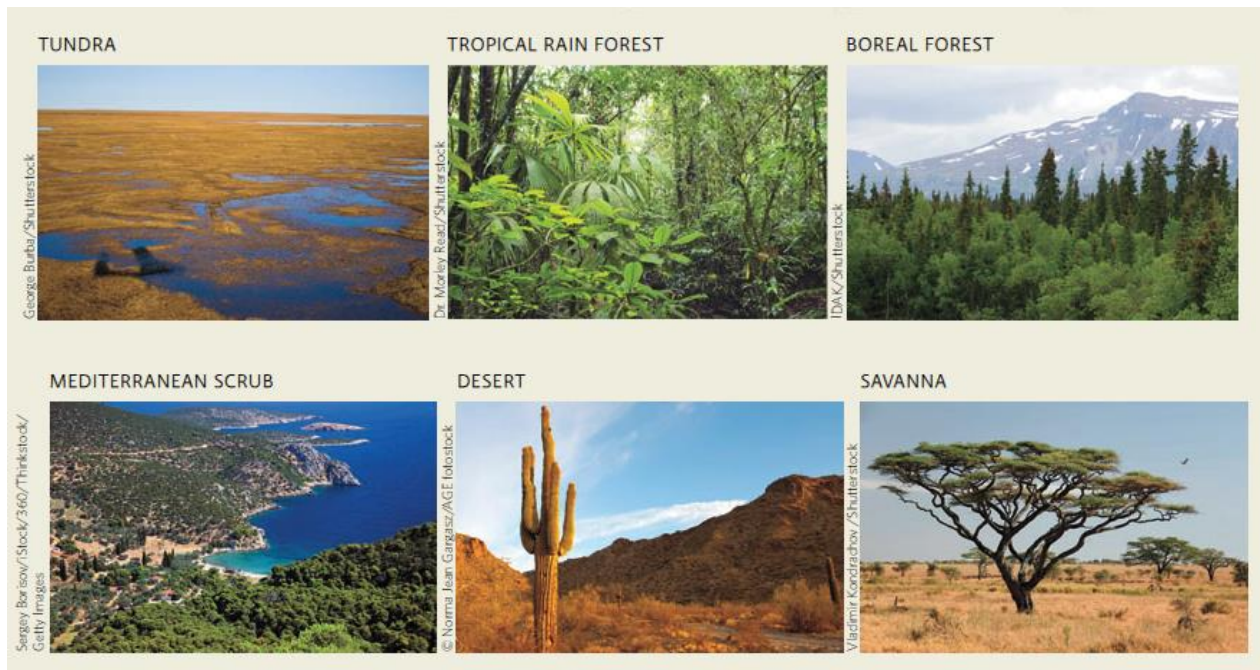 TUNDRA
TROPICAL RAIN FOREST
BOREAL FOREST
George Burba/Shutterstock
Dr. Morley Read/Shutterstock
IDAK/Shutterstock
MEDITERRANEAN SCRUB
DESERT
SAVANNA
Sergey Borisov/iStock/360/Thinkstock/
Getty Images
© Norma Jean Gargasz/AGE fotostock
Vladimir Kondrachov/Shutterstock